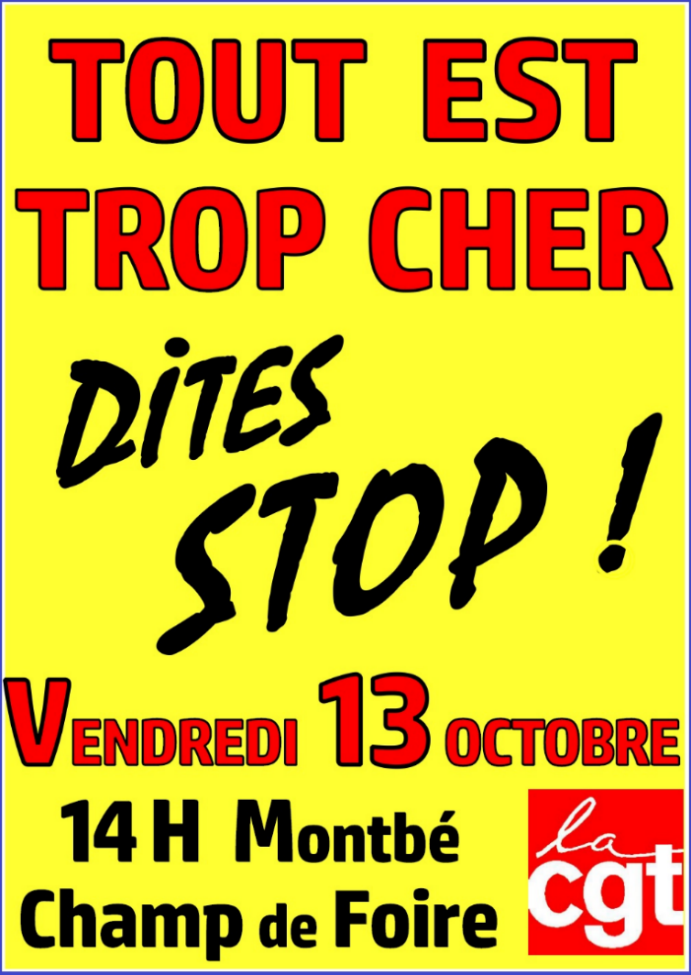 TOUT EST
TROP CHER
DiTES
STOP !
VENDREDI 13 OCTOBRE
14 H Montbé
Champ de Foire
la
cgt